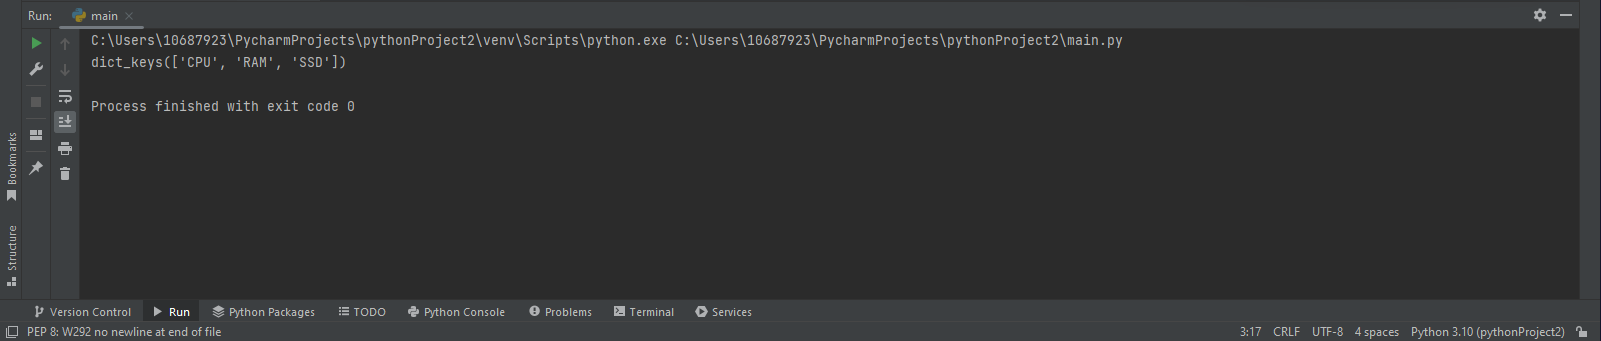 Run: main
C:\Users\10687923\PycharmProjects\pythonProject2\venv\Scripts\python.exe C:\Users\10687923\PycharmProjects\pythonProject2\main.py
dict_keys(['CPU', 'RAM', 'SSD'])
Process finished with exit code 0
Bookmarks
Structure
Version Control Run Python Packages TODO Python Console Problems Terminal Services
PEP 8: W292 no newline at end of file 3:17 CRLF UTF-8 4 spaces Python 3.10 (pythonProject2)